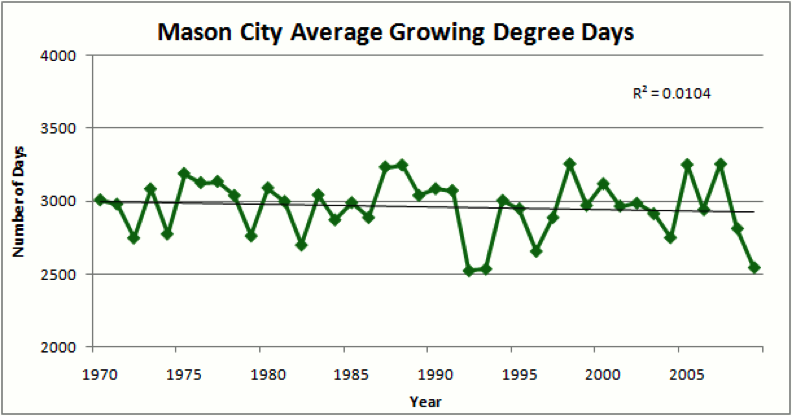 Mason City Average Growing Degree Days
4000
R² = 0.0104
3500
Number of Days
3000
2500
2000
1970 1975 1980 1985 1990 1995 2000 2005
Year